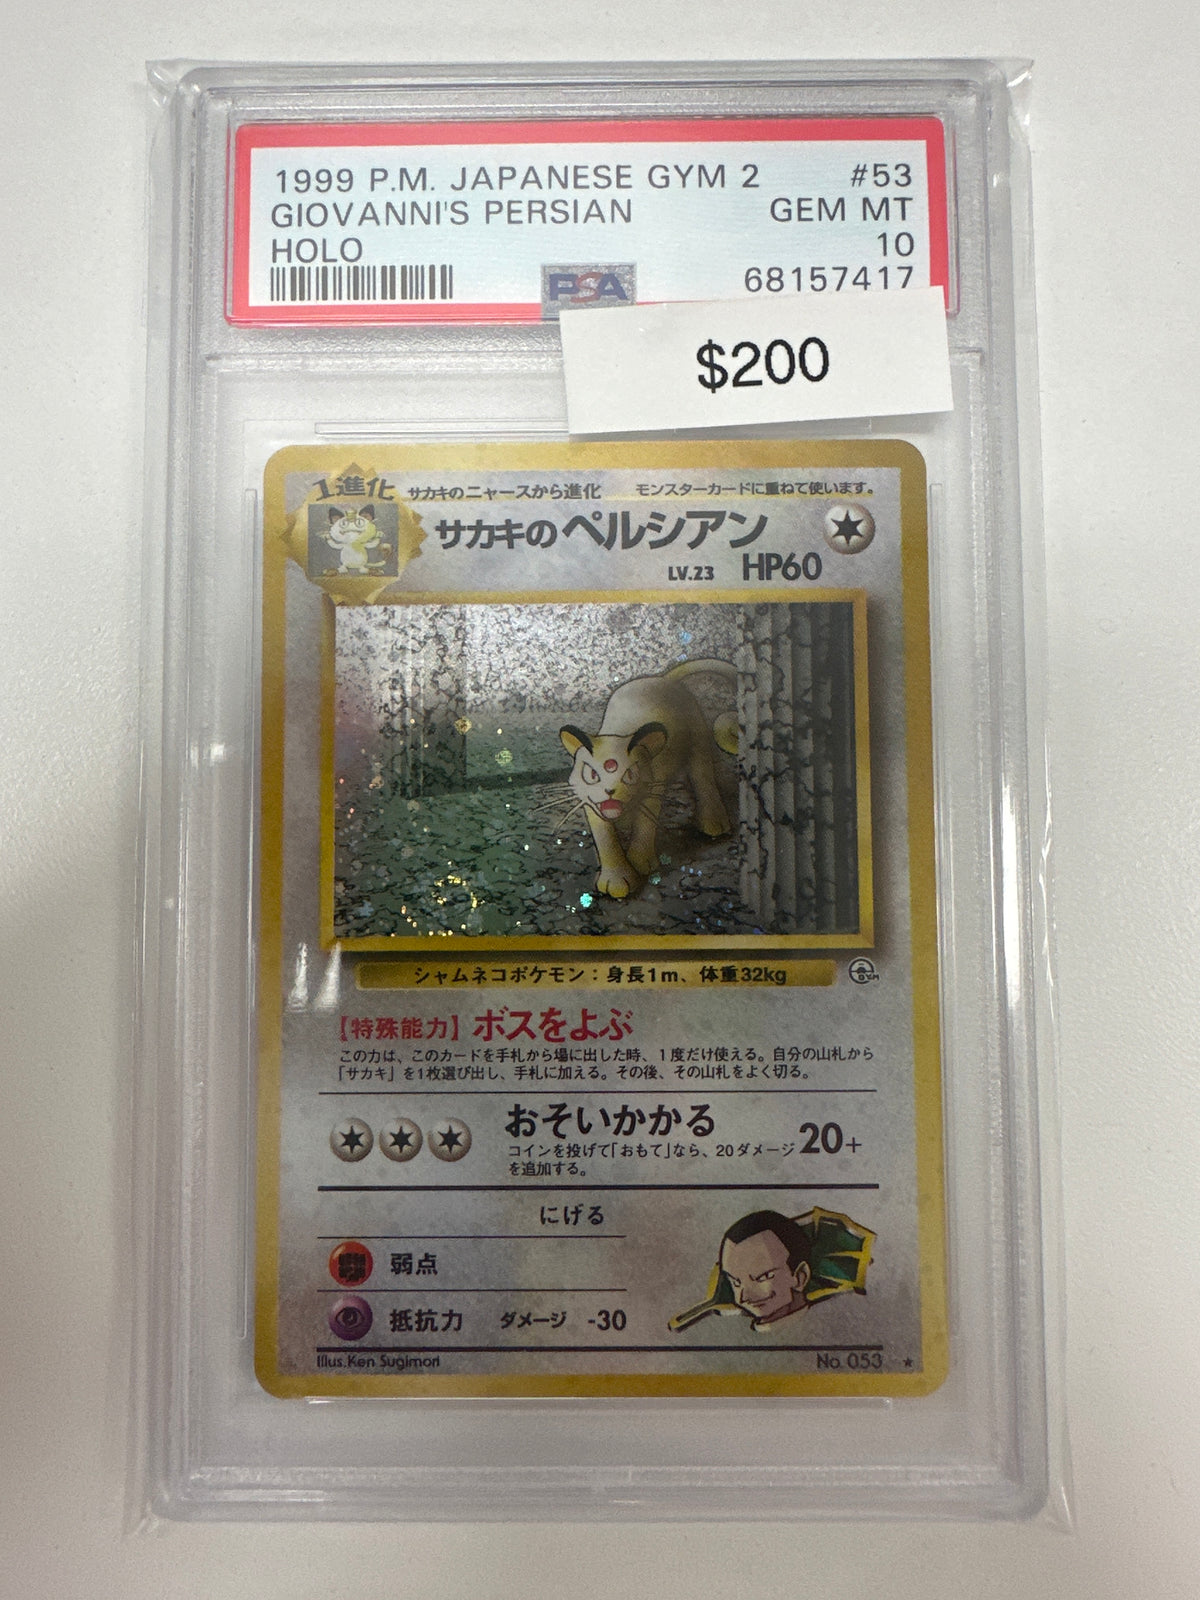 1999 P.M. JAPANESE GYM 2 #53
GIOVANNI'S PERSIAN GEM MT
HOLO 10
PSA 68157417
$200
1進化 サカキのニャースから進化 モンスターカードに重ねて使います。
サカキのペルシアン
LV.23 HP60
シャムネコポケモン:身長1m、体重32kg
GYM
【特殊能力】ボスをよぶ
この力は、このカードを手札から場に出した時、1度だけ使える。自分の山札から
「サカキ」を1枚選び出し、手札に加える。その後、その山札をよく切る。
おそいかかる 20+
コインを投げて「おもて」なら、20ダメージ
を追加する。
にげる
弱点
抵抗力 ダメージ -30
Illus.Ken Sugimori No. 053 ★